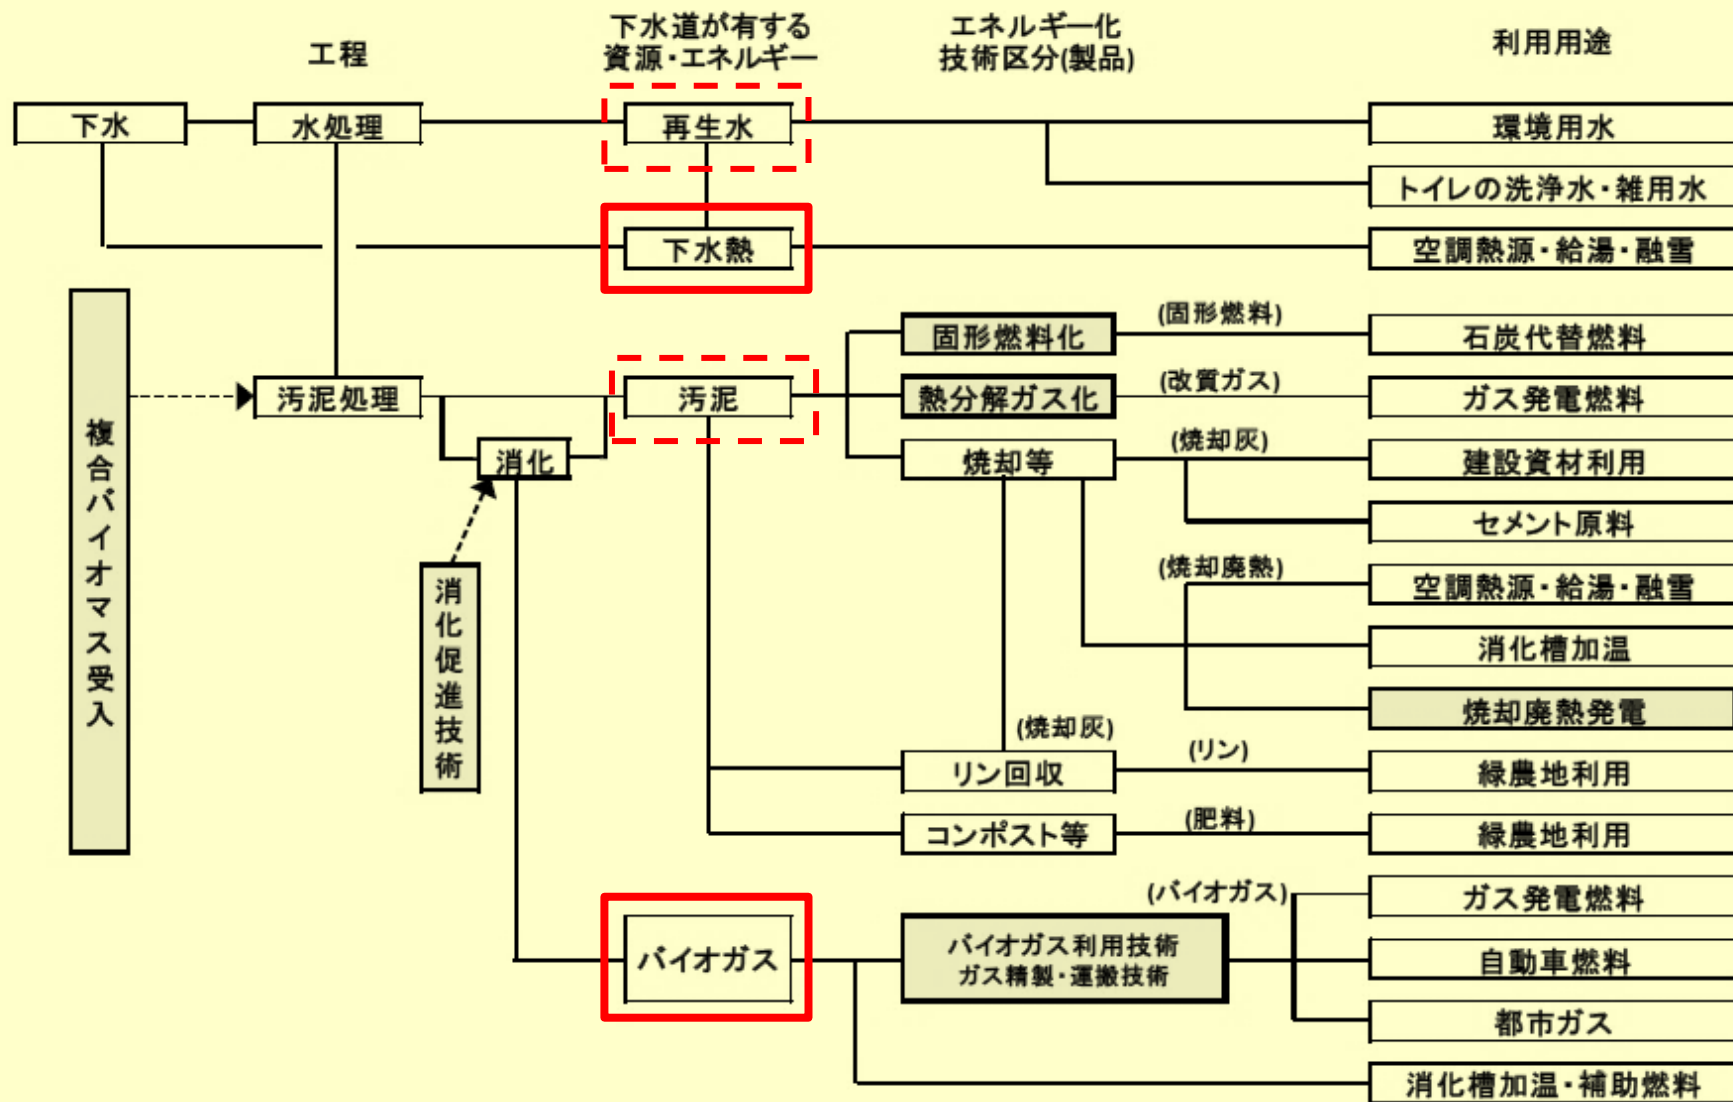 工程
下水道が有する
資源・エネルギー
エネルギー化
技術区分(製品)
利用用途
下水
水処理
再生水
環境用水
トイレの洗浄水・雑用水
下水熱
空調熱源・給湯・融雪
複合バイオマス受入
固形燃料化
(固形燃料)
石炭代替燃料
汚泥処理
汚泥
熱分解ガス化
(改質ガス)
ガス発電燃料
消化
焼却等
(焼却灰)
建設資材利用
セメント原料
消化促進技術
(焼却廃熱)
空調熱源・給湯・融雪
消化槽加温
焼却廃熱発電
(焼却灰)
リン回収
(リン)
緑農地利用
コンポスト等
(肥料)
緑農地利用
バイオガス
バイオガス利用技術
ガス精製・運搬技術
(バイオガス)
ガス発電燃料
自動車燃料
都市ガス
消化槽加温・補助燃料